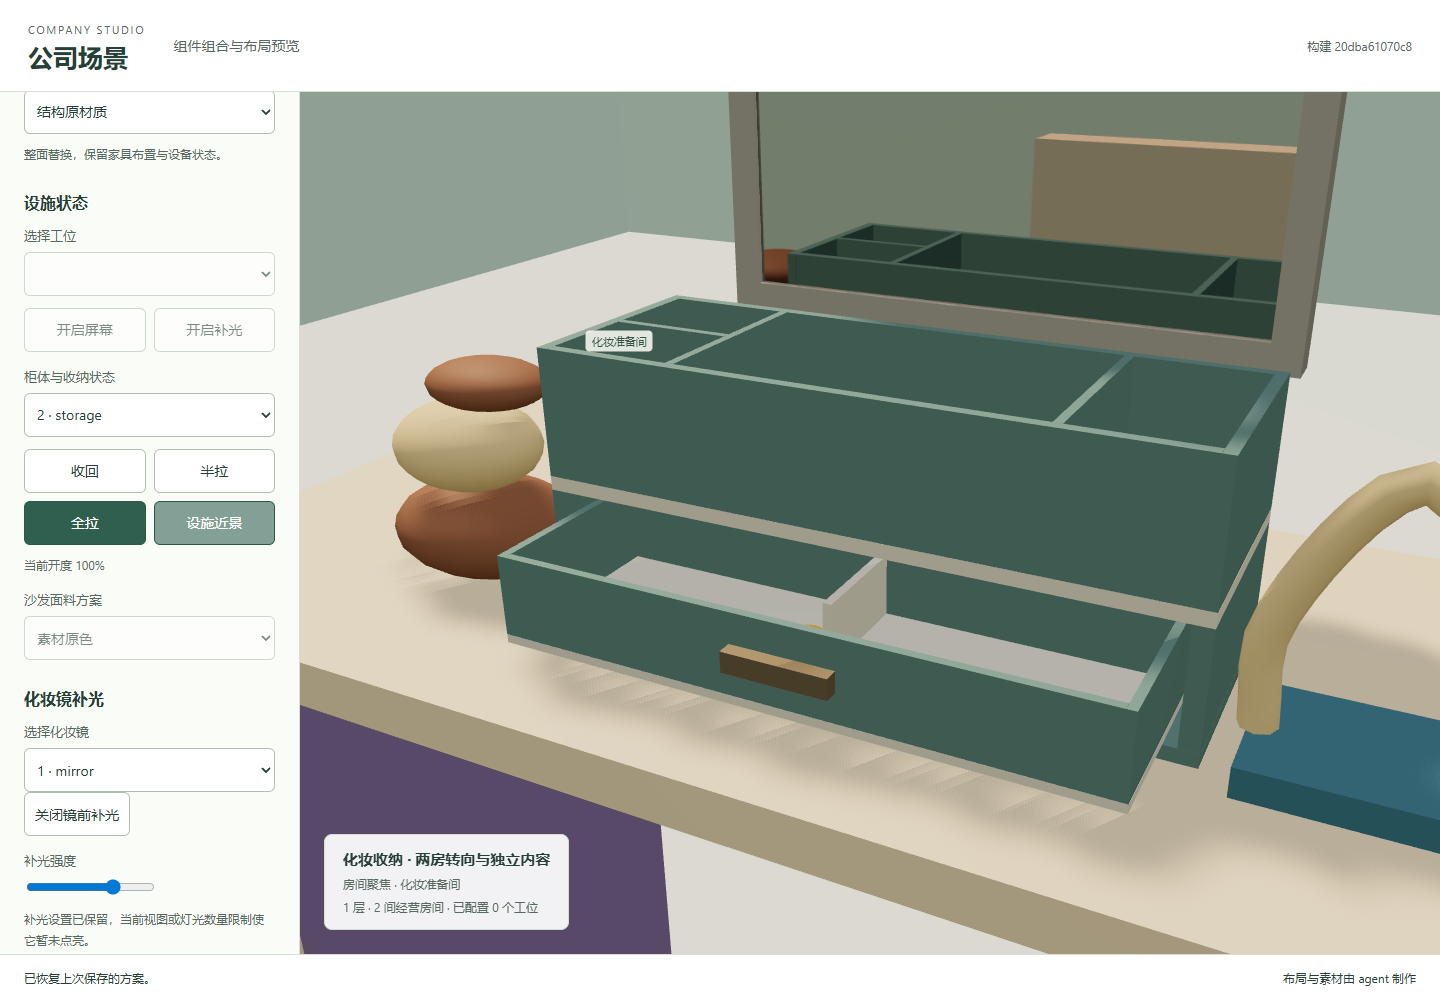 COMPANY STUDIO
公司场景
组件组合与布局预览
构建 20dba61070c8
结构原材质
整面替换，保留家具布置与设备状态。
设施状态
选择工位
开启屏幕
开启补光
柜体与收纳状态
2 · storage
收回
半拉
全拉
设施近景
当前开度 100%
沙发面料方案
素材原色
化妆镜补光
选择化妆镜
1 · mirror
关闭镜前补光
补光强度
补光设置已保留，当前视图或灯光数量限制使
它暂未点亮。
化妆准备间
化妆收纳 · 两房转向与独立内容
房间聚焦 · 化妆准备间
1 层 · 2 间经营房间 · 已配置 0 个工位
已恢复上次保存的方案。
布局与素材由 agent 制作